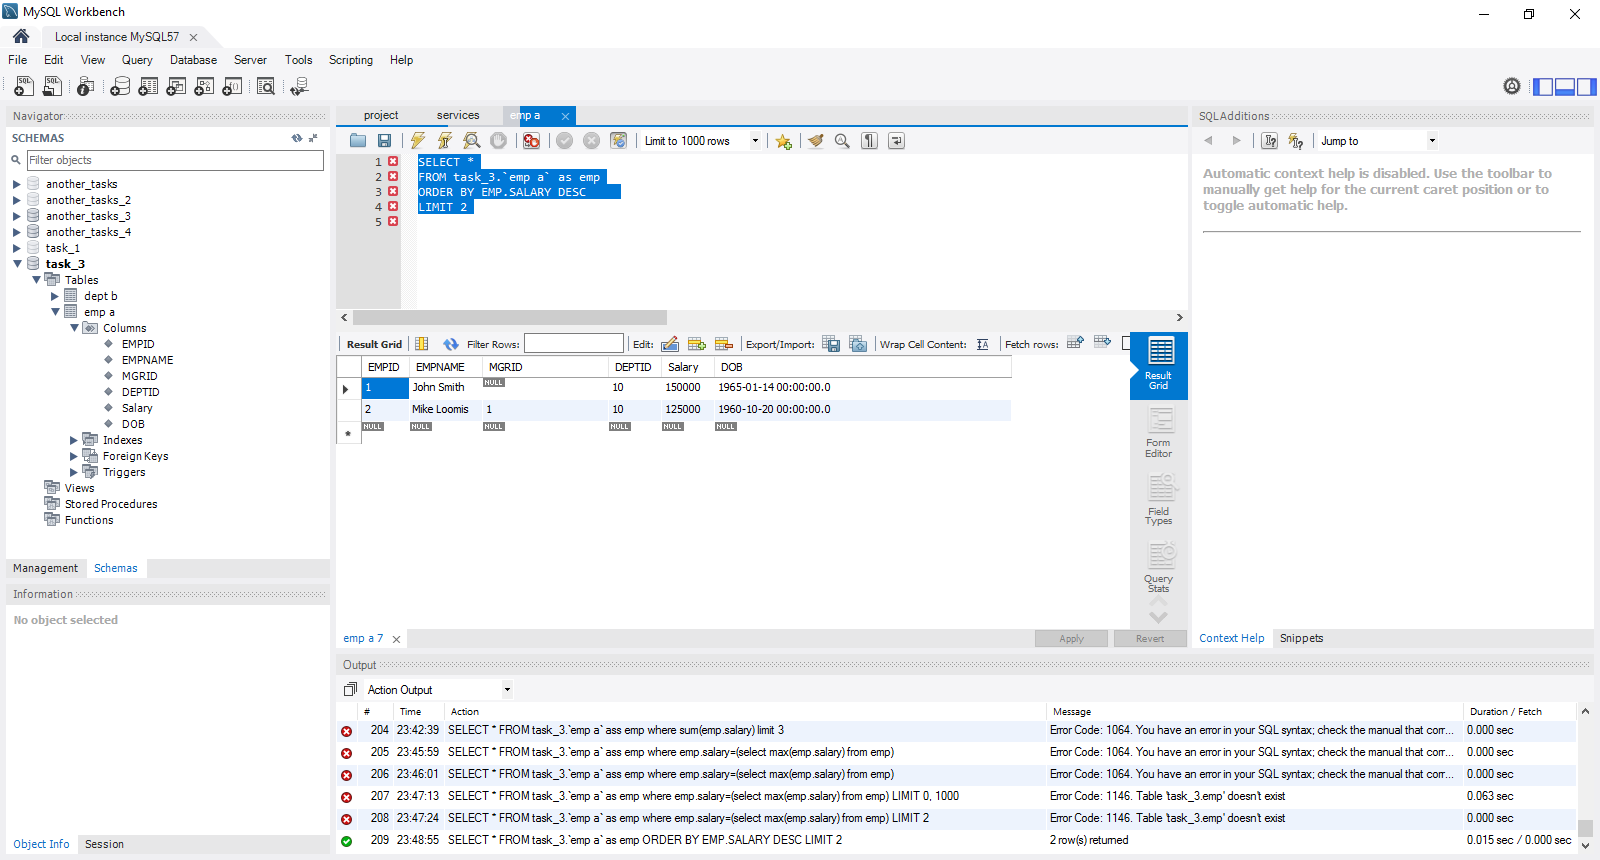 MySQL Workbench
Local instance MySQL57
File Edit View Query Database Server Tools Scripting Help
Navigator
SCHEMAS
Filter objects
another_tasks
another_tasks_2
another_tasks_3
another_tasks_4
task_1
task_3
Tables
dept b
emp a
Columns
EMPID
EMPNAME
MGRID
DEPTID
Salary
DOB
Indexes
Foreign Keys
Triggers
Views
Stored Procedures
Functions
Management Schemas
Information
No object selected
Object Info Session
project services emp a
Limit to 1000 rows
1 SELECT *
2 FROM task_3.`emp a` as emp
3 ORDER BY EMP.SALARY DESC
4 LIMIT 2
5
Result Grid Filter Rows: Edit: Export/Import: Wrap Cell Content: Fetch rows:
EMPID EMPNAME MGRID DEPTID Salary DOB
1 John Smith NULL 10 150000 1965-01-14 00:00:00.0
2 Mike Loomis 1 10 125000 1960-10-20 00:00:00.0
NULL NULL NULL NULL NULL NULL
Result
Grid
Form
Editor
Field
Types
Query
Stats
emp a 7 Apply Revert
SQLAdditions
Jump to
Automatic context help is disabled. Use the toolbar to
manually get help for the current caret position or to
toggle automatic help.
Context Help Snippets
Output
Action Output
# Time Action Message Duration / Fetch
204 23:42:39 SELECT * FROM task_3.`emp a` ass emp where sum(emp.salary) limit 3 Error Code: 1064. You have an error in your SQL syntax; check the manual that corr... 0.000 sec
205 23:45:59 SELECT * FROM task_3.`emp a` ass emp where emp.salary=(select max(emp.salary) from emp) Error Code: 1064. You have an error in your SQL syntax; check the manual that corr... 0.000 sec
206 23:46:01 SELECT * FROM task_3.`emp a` ass emp where emp.salary=(select max(emp.salary) from emp) Error Code: 1064. You have an error in your SQL syntax; check the manual that corr... 0.000 sec
207 23:47:13 SELECT * FROM task_3.`emp a` as emp where emp.salary=(select max(emp.salary) from emp) LIMIT 0, 1000 Error Code: 1146. Table 'task_3.emp' doesn't exist 0.063 sec
208 23:47:24 SELECT * FROM task_3.`emp a` as emp where emp.salary=(select max(emp.salary) from emp) LIMIT 2 Error Code: 1146. Table 'task_3.emp' doesn't exist 0.000 sec
209 23:48:55 SELECT * FROM task_3.`emp a` as emp ORDER BY EMP.SALARY DESC LIMIT 2 2 row(s) returned 0.015 sec / 0.000 sec